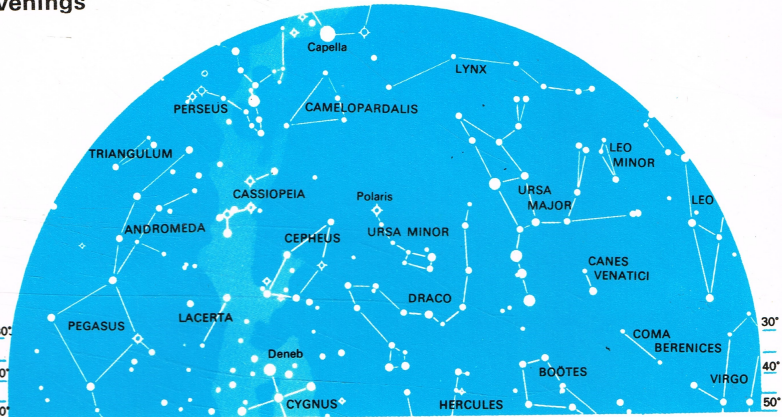 Capella
LYNX
PERSEUS
CAMELOPARDALIS
TRIANGULUM
LEO
MINOR
CASSIOPEIA
Polaris
URSA
MAJOR
LEO
ANDROMEDA
CEPHEUS
URSA MINOR
CANES
VENATICI
DRACO
PEGASUS
LACERTA
30°
COMA
BERENICES
Deneb
40°
BOÖTES
VIRGO
CYGNUS
HERCULES
50°